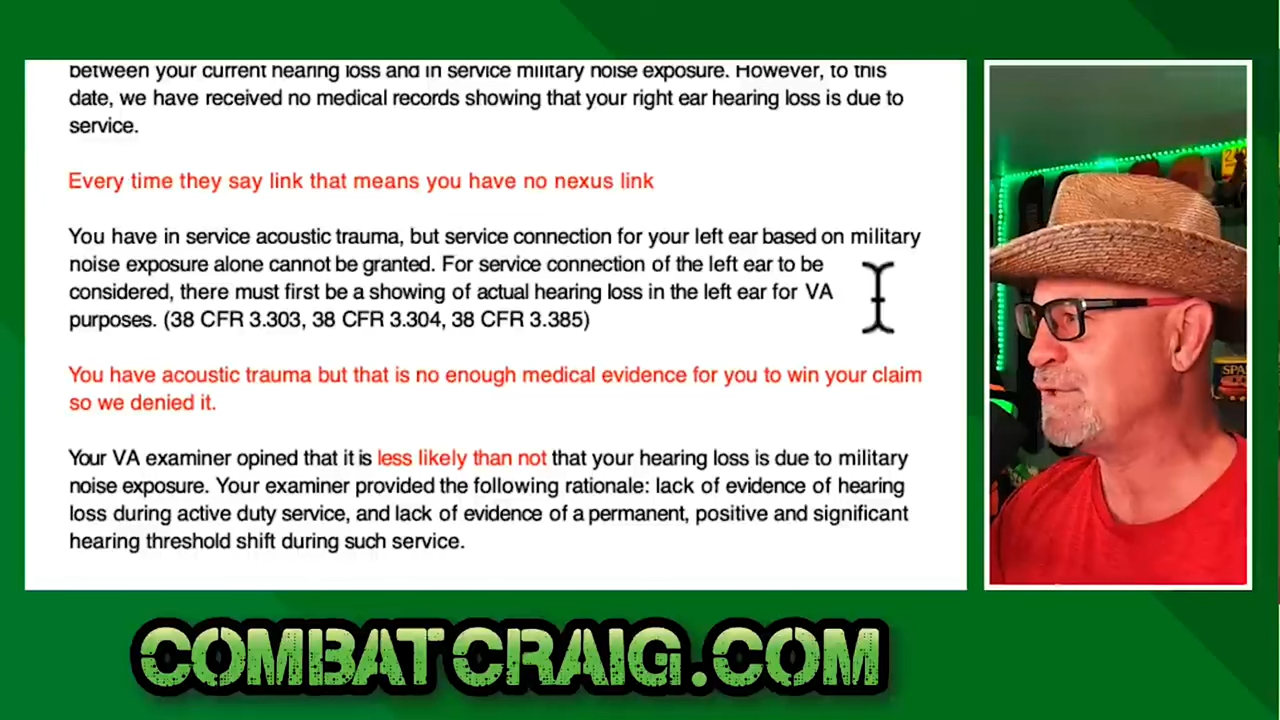 between your current hearing loss and in service military noise exposure. However, to this
date, we have received no medical records showing that your right ear hearing loss is due to
service.
Every time they say link that means you have no nexus link
You have in service acoustic trauma, but service connection for your left ear based on military
noise exposure alone cannot be granted. For service connection of the left ear to be
considered, there must first be a showing of actual hearing loss in the left ear for VA
purposes. (38 CFR 3.303, 38 CFR 3.304, 38 CFR 3.385)
You have acoustic trauma but that is no enough medical evidence for you to win your claim
so we denied it.
Your VA examiner opined that it is less likely than not that your hearing loss is due to military
noise exposure. Your examiner provided the following rationale: lack of evidence of hearing
loss during active duty service, and lack of evidence of a permanent, positive and significant
hearing threshold shift during such service.
SPA
COMBATCRAIG.COM